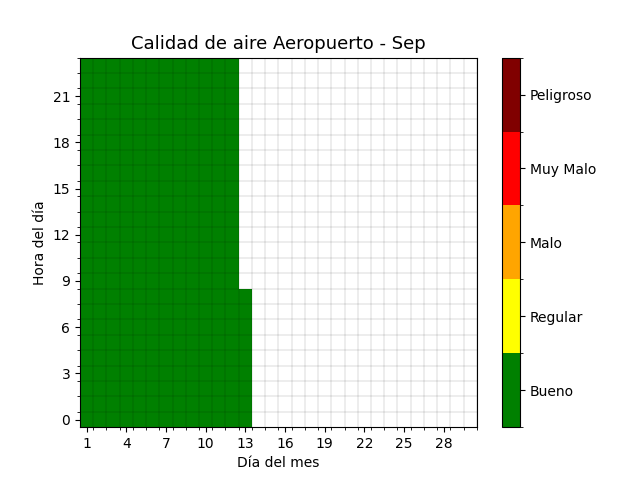 Calidad de aire Aeropuerto - Sep
21
18
15
12
9
6
3
0
Hora del día
1 4 7 10 13 16 19 22 25 28
Día del mes
Peligroso
Muy Malo
Malo
Regular
Bueno